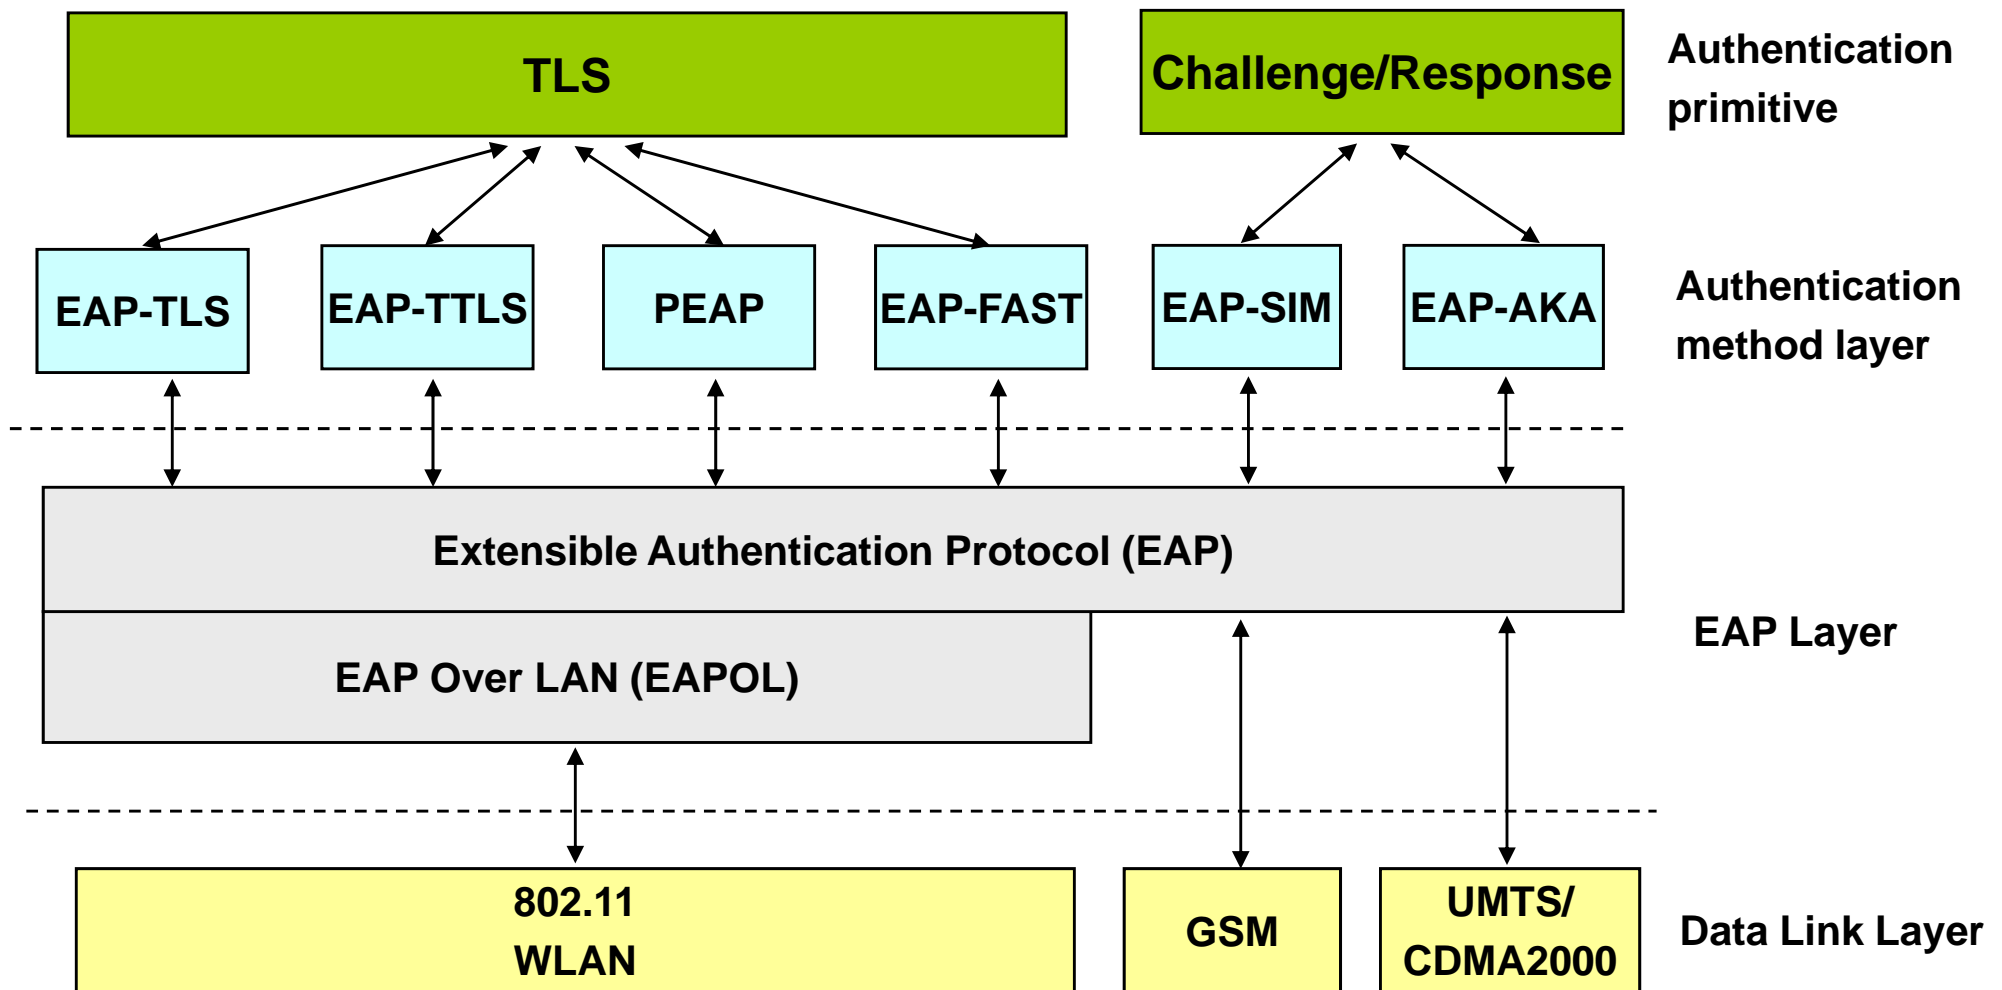 TLS
Challenge/Response
Authentication
primitive
EAP-TLS
EAP-TTLS
PEAP
EAP-FAST
EAP-SIM
EAP-AKA
Authentication
method layer
Extensible Authentication Protocol (EAP)
EAP Over LAN (EAPOL)
EAP Layer
802.11
WLAN
GSM
UMTS/
CDMA2000
Data Link Layer